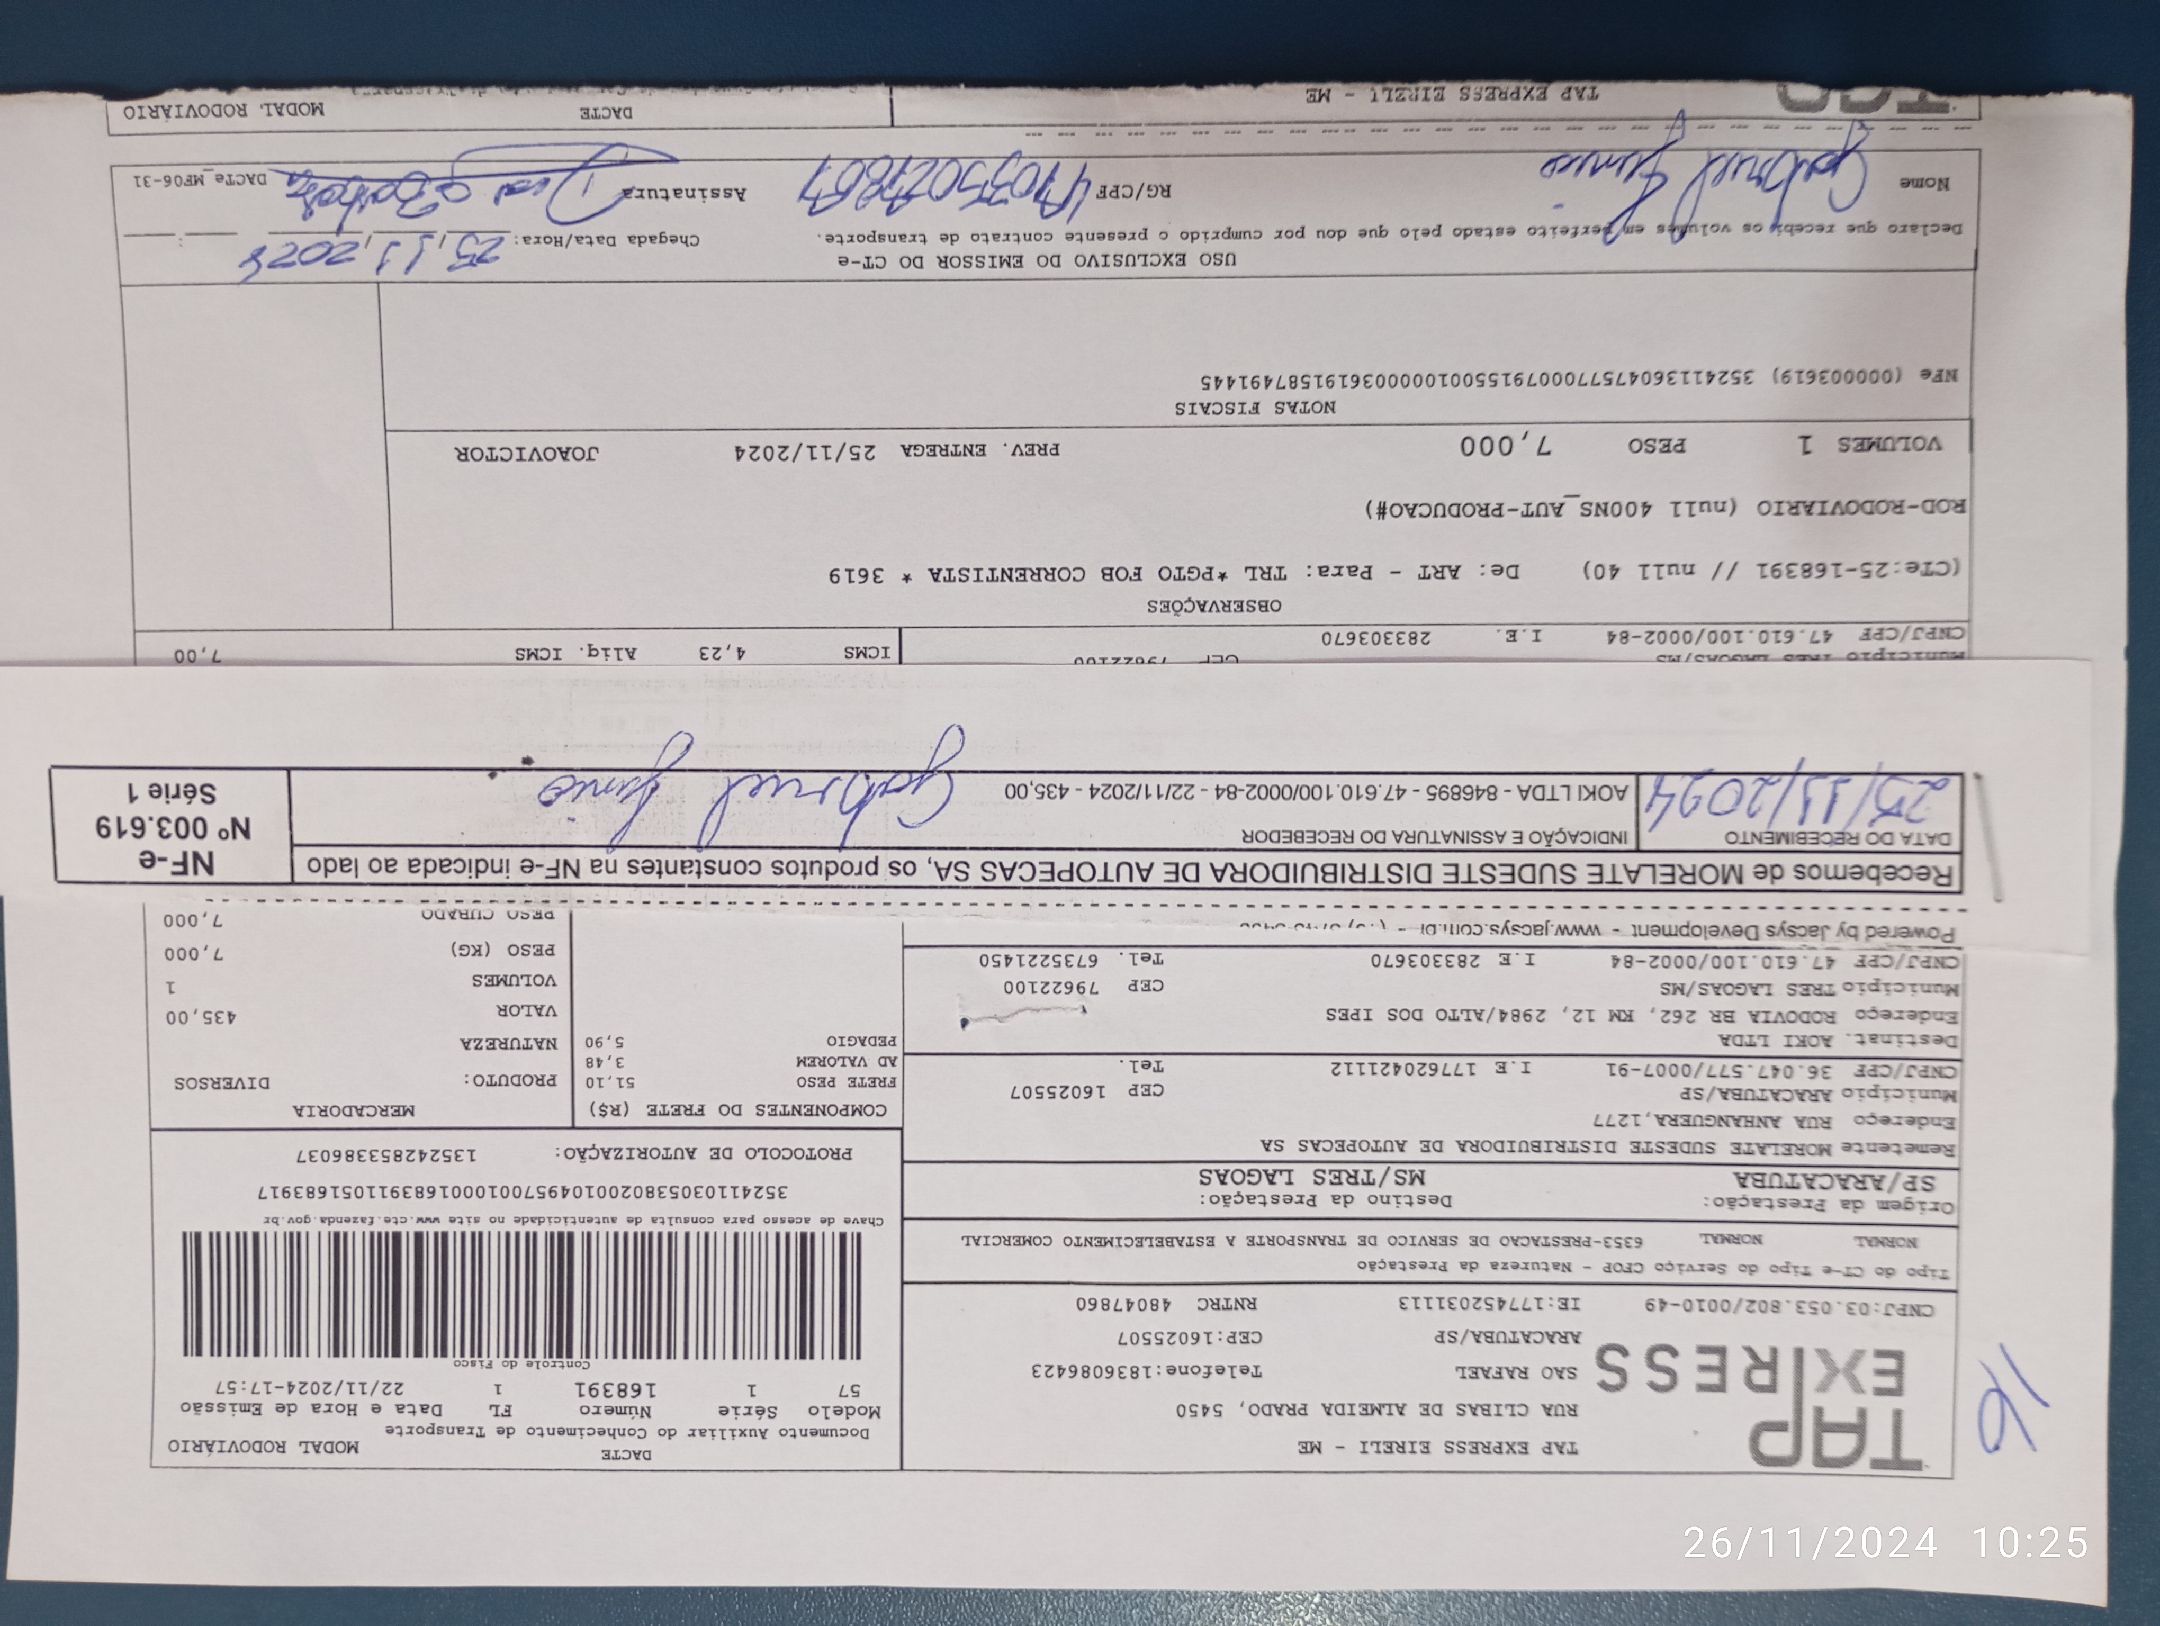 TAP EXPRESS
TAP EXPRESS EIRELI - ME
RUA CLIBAS DE ALMEIDA PRADO, 5450
SAO RAFAEL Telefone:1836086423
ARACATUBA/SP CEP:16025507
CNPJ:03.053.802/0010-49 IE:177452031113 RNTRC 48047860
DACTE MODAL RODOVIÁRIO
Documento Auxiliar do Conhecimento de Transporte
Modelo Série Número FL Data e Hora de Emissão
57 1 168391 1 22/11/2024-17:57
Controle do Fisco
Chave de acesso para consulta de autenticidade no site www.cte.fazenda.gov.br
35241103053802001049570010001683911051683917
PROTOCOLO DE AUTORIZAÇÃO: 135242853386037
Tipo do CT-e Tipo do Serviço CFOP - Natureza da Prestação
NORMAL NORMAL 6353-PRESTACAO DE SERVICO DE TRANSPORTE A ESTABELECIMENTO COMERCIAL
Origem da Prestação: Destino da Prestação:
SP/ARACATUBA MS/TRES LAGOAS
Remetente MORELATE SUDESTE DISTRIBUIDORA DE AUTOPECAS SA
Endereço RUA ANHANGUERA,1277
Município ARACATUBA/SP CEP 16025507
CNPJ/CPF 36.047.577/0007-91 I.E 177620421112 Tel.
Destinat. AOKI LTDA
Endereço RODOVIA BR 262, KM 12, 2984/ALTO DOS IPES
Município TRES LAGOAS/MS CEP 79622100
CNPJ/CPF 47.610.100/0002-84 I.E 283303670 Tel. 6735221450
COMPONENTES DO FRETE (R$) MERCADORIA
FRETE PESO 51,10 PRODUTO: DIVERSOS
AD VALOREM 3,48 NATUREZA
PEDAGIO 5,90 VALOR 435,00
VOLUMES 1
PESO (KG) 7,000
PESO CUBADO 7,000
Powered by Jacsys Development - www.jacsys.com.br
Recebemos de MORELATE SUDESTE DISTRIBUIDORA DE AUTOPECAS SA, os produtos constantes na NF-e indicada ao lado
DATA DO RECEBIMENTO INDICAÇÃO E ASSINATURA DO RECEBEDOR
25/11/2024 AOKI LTDA - 846895 - 47.610.100/0002-84 - 22/11/2024 - 435,00 Gabriel Junio
NF-e
Nº 003.619
Série 1
Município TRES LAGOAS/MS CEP 79622100
CNPJ/CPF 47.610.100/0002-84 I.E. 283303670
ICMS 4,23 Aliq. ICMS 7,00
OBSERVAÇÕES
(CTe:25-168391 // null 40) De: ART - Para: TRL *PGTO FOB CORRENTISTA * 3619
ROD-RODOVIARIO (null 400NS_AUT-PRODUCAO#)
VOLUMES 1 PESO 7,000 PREV. ENTREGA 25/11/2024 JOAOVICTOR
NOTAS FISCAIS
NFe (000003619) 35241136047577000791550010000036191587491445
USO EXCLUSIVO DO EMISSOR DO CT-e
Declaro que recebi os volumes em perfeito estado pelo que dou por cumprido o presente contrato de transporte.
Chegada Data/Hora: 25, 11, 2024
Nome Gabriel Junio RG/CPF Assinatura
DACTe_MF06-31
TAP EXPRESS EIRELI - ME
DACTE MODAL RODOVIÁRIO
26/11/2024 10:25